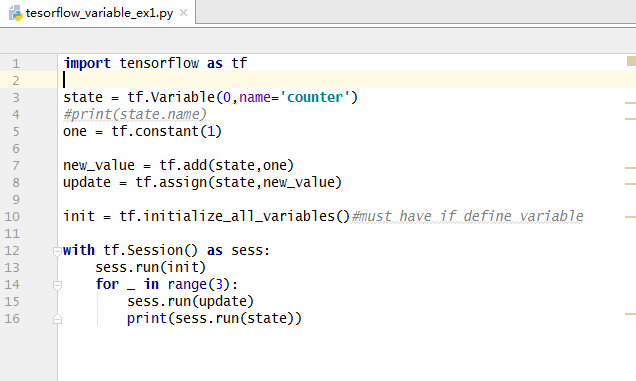 tesorflow_variable_ex1.py
1 import tensorflow as tf
2
3 state = tf.Variable(0,name='counter')
4 #print(state.name)
5 one = tf.constant(1)
6
7 new_value = tf.add(state,one)
8 update = tf.assign(state,new_value)
9
10 init = tf.initialize_all_variables()#must have if define variable
11
12 with tf.Session() as sess:
13     sess.run(init)
14     for _ in range(3):
15         sess.run(update)
16         print(sess.run(state))